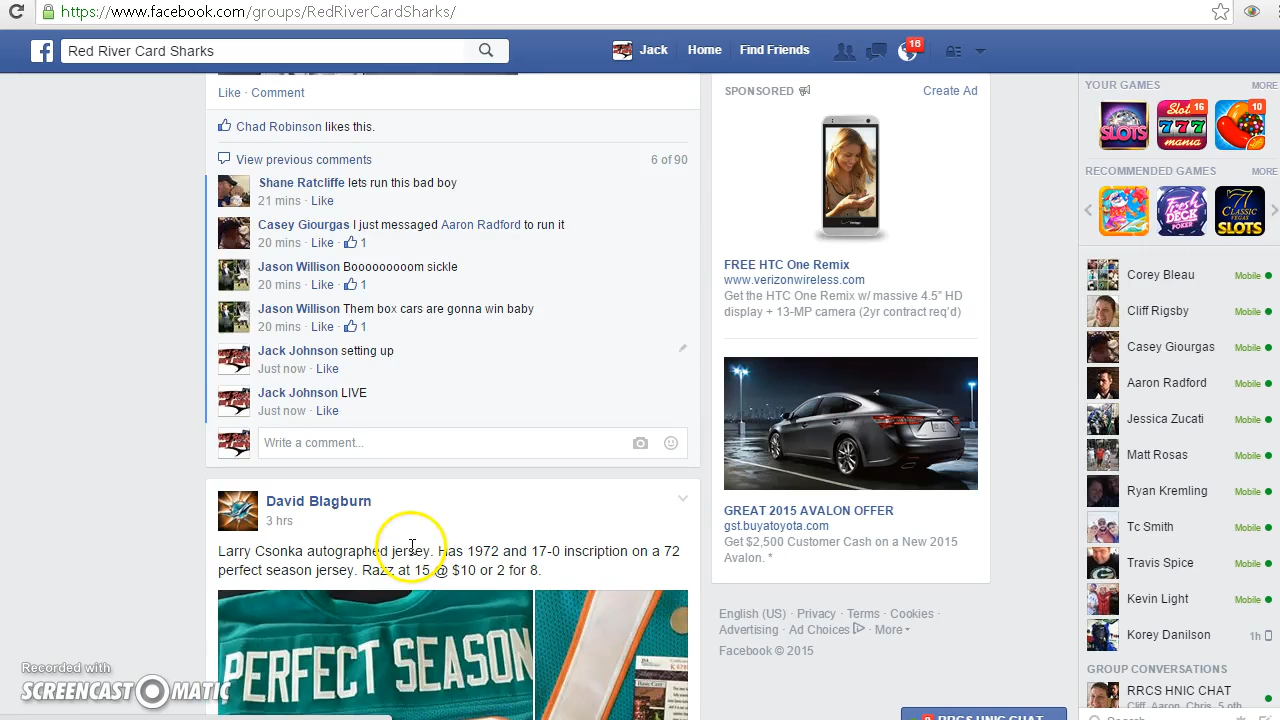 https://www.facebook.com/groups/RedRiverCardSharks/
Red River Card Sharks
Jack
Home
Find Friends
16
Like · Comment
Chad Robinson likes this.
View previous comments
6 of 90
Shane Ratcliffe lets run this bad boy
21 mins · Like
Casey Giourgas I just messaged Aaron Radford to run it
20 mins · Like · 1
Jason Willison Booooooooom sickle
20 mins · Like · 1
Jason Willison Them box cars are gonna win baby
20 mins · Like · 1
Jack Johnson setting up
Just now · Like
Jack Johnson LIVE
Just now · Like
Write a comment...
David Blagburn
3 hrs
Larry Csonka autographed jersey. Has 1972 and 17-0 inscription on a 72
perfect season jersey. Razz at 15 @ $10 or 2 for 8.
PERFECT SEASON
Recorded with
SCREENCAST-O-MATIC
SPONSORED
Create Ad
FREE HTC One Remix
www.verizonwireless.com
Get the HTC One Remix w/ massive 4.5" HD
display + 13-MP camera (2yr contract req'd)
GREAT 2015 AVALON OFFER
gst.buyatoyota.com
Get $2,500 Customer Cash on a New 2015
Avalon. *
English (US) · Privacy · Terms · Cookies ·
Advertising · Ad Choices · More
Facebook © 2015
YOUR GAMES
MORE
SLOTS
Slot 777 mania
16
10
RECOMMENDED GAMES
MORE
Fresh DECK POKER
77 CLASSIC VEGAS SLOTS
Corey Bleau
Mobile
Cliff Rigsby
Mobile
Casey Giourgas
Mobile
Aaron Radford
Mobile
Jessica Zucati
Mobile
Matt Rosas
Mobile
Ryan Kremling
Mobile
Tc Smith
Mobile
Travis Spice
Mobile
Kevin Light
Mobile
Korey Danilson
1h
GROUP CONVERSATIONS
RRCS HNIC CHAT
Cliff, Aaron, Chris, 5 oth
Search
RRCS HNIC CHAT